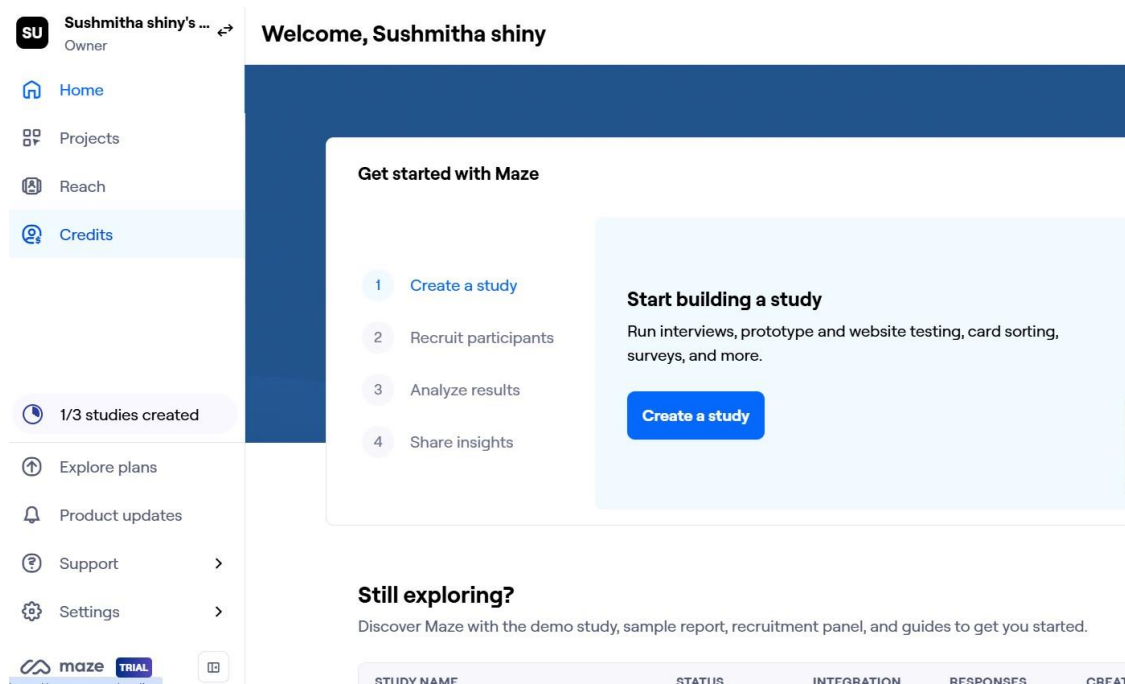 SU
Sushmitha shiny's ...
Owner
Home
Projects
Reach
Credits
1/3 studies created
Explore plans
Product updates
Support
Settings
maze TRIAL
Welcome, Sushmitha shiny
Get started with Maze
1 Create a study
2 Recruit participants
3 Analyze results
4 Share insights
Start building a study
Run interviews, prototype and website testing, card sorting,
surveys, and more.
Create a study
Still exploring?
Discover Maze with the demo study, sample report, recruitment panel, and guides to get you started.
STUDY NAME STATUS INTEGRATION RESPONSES